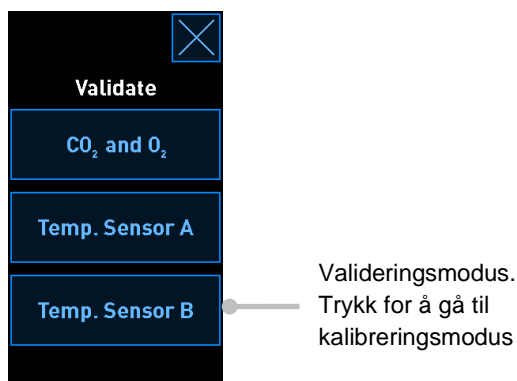 Validate
CO₂ and O₂
Temp. Sensor A
Temp. Sensor B
Valideringsmodus.
Trykk for å gå til
kalibreringsmodus